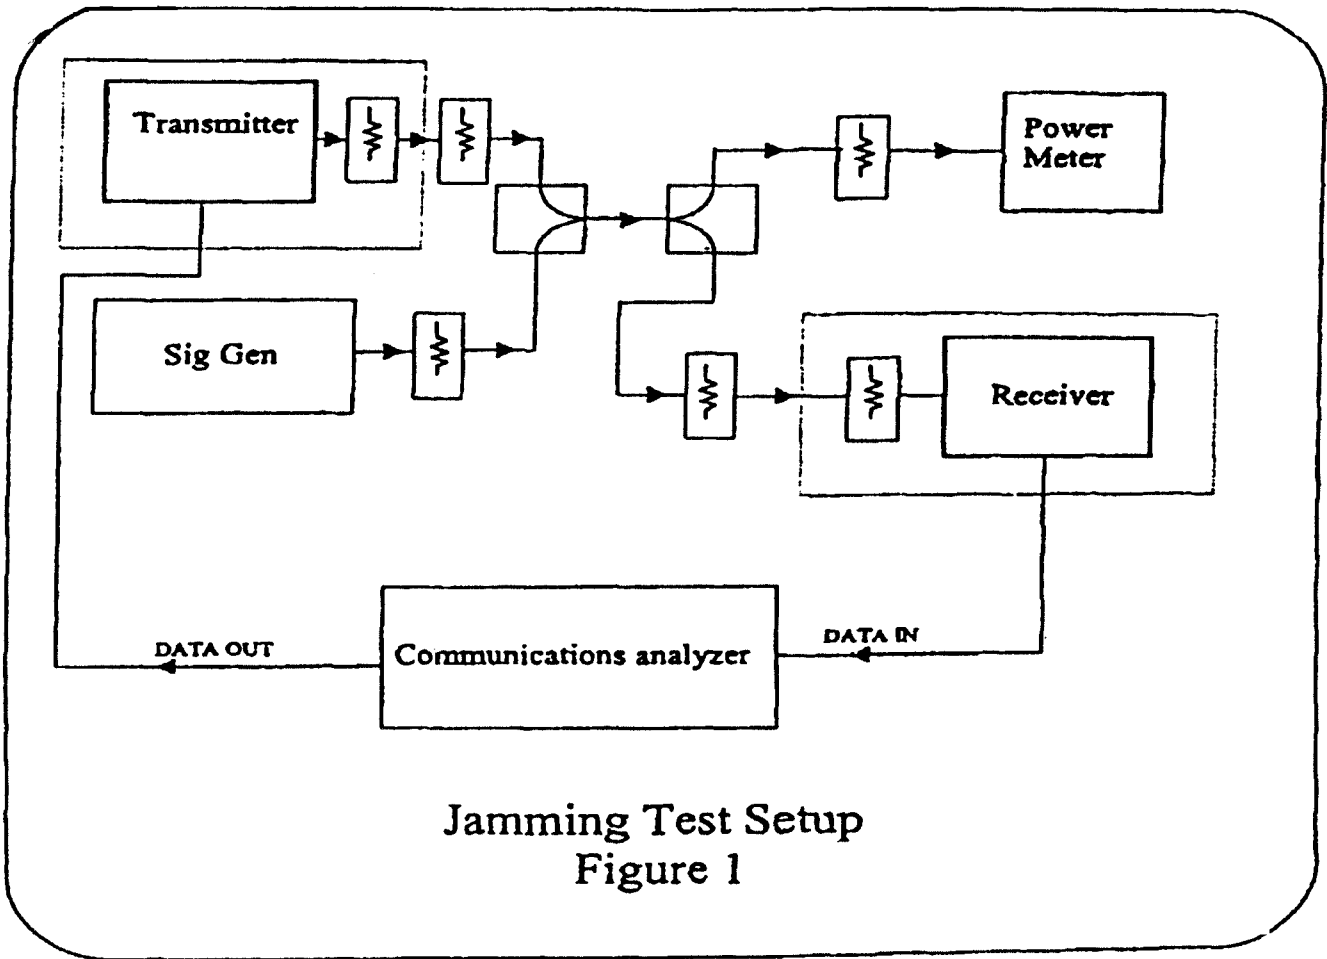 Transmitter
Power
Meter
Sig Gen
Receiver
DATA OUT
Communications analyzer
DATA IN
Jamming Test Setup
Figure 1